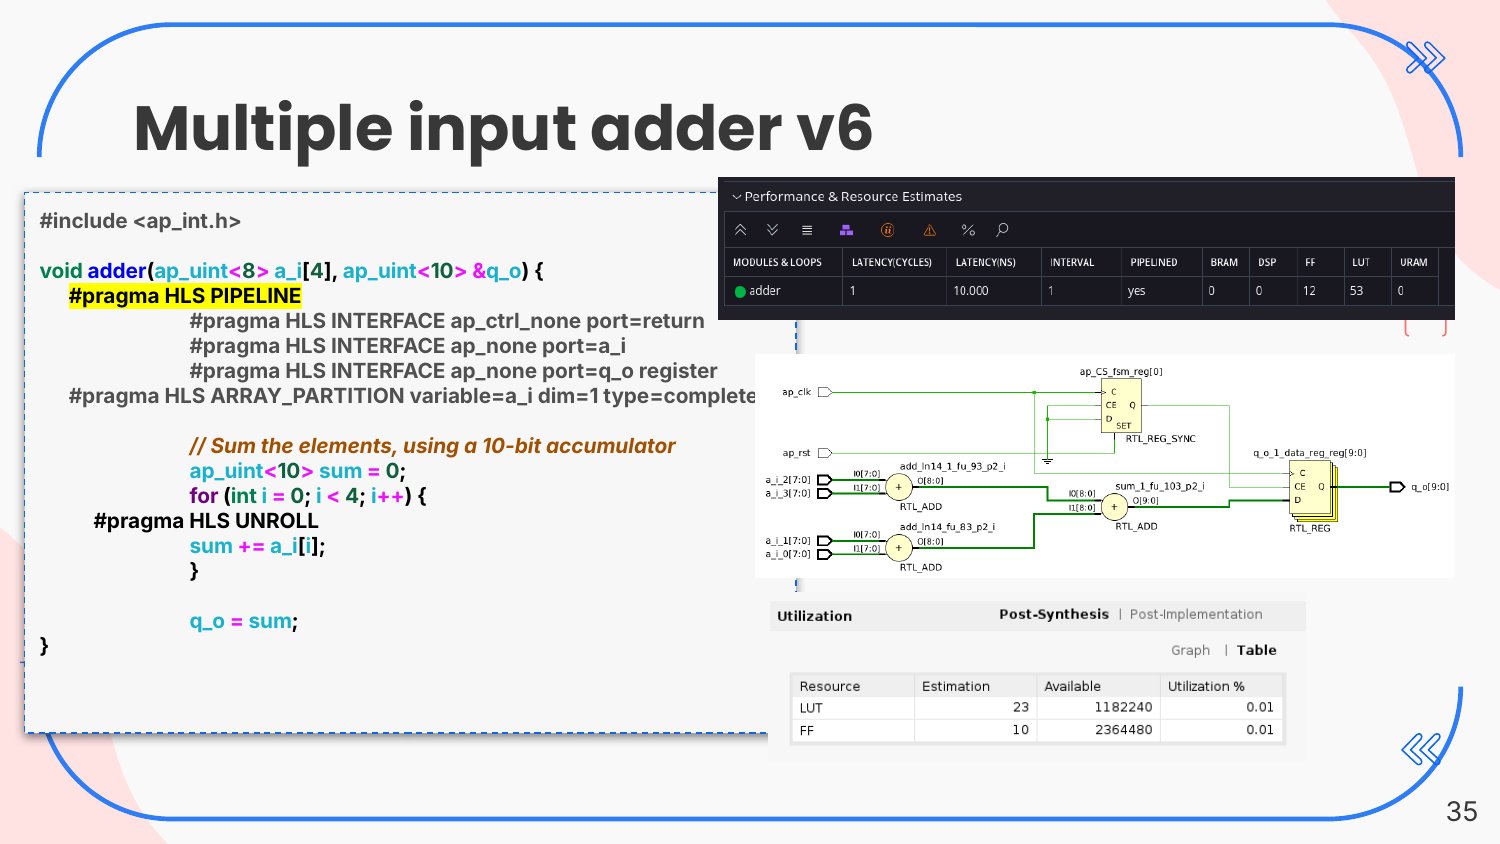 Multiple input adder v6
#include <ap_int.h>
void adder(ap_uint<8> a_i[4], ap_uint<10> &q_o) {
#pragma HLS PIPELINE
#pragma HLS INTERFACE ap_ctrl_none port=return
#pragma HLS INTERFACE ap_none port=a_i
#pragma HLS INTERFACE ap_none port=q_o register
#pragma HLS ARRAY_PARTITION variable=a_i dim=1 type=complete
// Sum the elements, using a 10-bit accumulator
ap_uint<10> sum = 0;
for (int i = 0; i < 4; i++) {
#pragma HLS UNROLL
sum += a_i[i];
}
q_o = sum;
}
Performance & Resource Estimates
MODULES & LOOPS LATENCY(CYCLES) LATENCY(NS) INTERVAL PIPELINED BRAM DSP FF LUT URAM
adder 1 10.000 1 yes 0 0 12 53 0
ap_CS_fsm_reg[0]
ap_clk
C
CE Q
D
SET
RTL_REG_SYNC
ap_rst
q_o_1_data_reg_reg[9:0]
add_ln14_1_fu_93_p2_i
a_i_2[7:0] I0[7:0] O[8:0]
a_i_3[7:0] I1[7:0] +
RTL_ADD
sum_1_fu_103_p2_i
I0[8:0] O[9:0]
I1[8:0] +
RTL_ADD
C
CE Q
D
RTL_REG
q_o[9:0]
add_ln14_fu_83_p2_i
a_i_1[7:0] I0[7:0] O[8:0]
a_i_0[7:0] I1[7:0] +
RTL_ADD
Utilization Post-Synthesis | Post-Implementation
Graph | Table
Resource Estimation Available Utilization %
LUT 23 1182240 0.01
FF 10 2364480 0.01
35